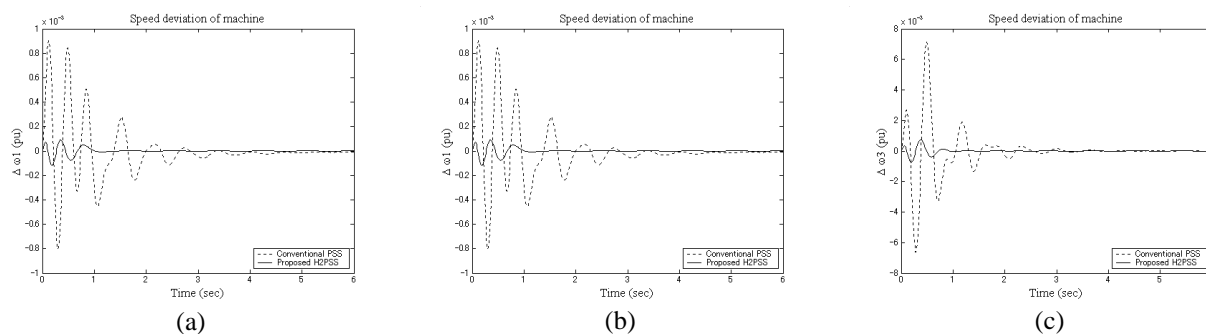 Speed deviation of machine
× 10⁻³
1
0.8
0.6
0.4
0.2
0
−0.2
−0.4
−0.6
−0.8
−1
Δ ω1 (pu)
0 1 2 3 4 5 6
Time (sec)
Conventional PSS
Proposed H2PSS
(a)
Speed deviation of machine
× 10⁻³
1
0.8
0.6
0.4
0.2
0
−0.2
−0.4
−0.6
−0.8
−1
Δ ω1 (pu)
0 1 2 3 4 5 6
Time (sec)
Conventional PSS
Proposed H2PSS
(b)
Speed deviation of machine
× 10⁻³
8
6
4
2
0
−2
−4
−6
−8
Δ ω3 (pu)
0 1 2 3 4 5
Time (sec)
Conventional PSS
Proposed H2PSS
(c)